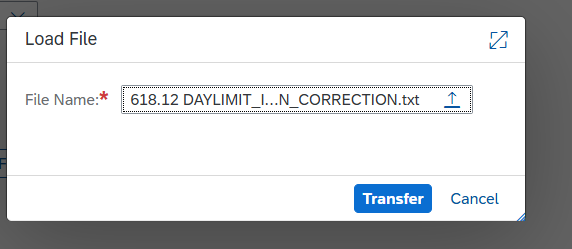 Load File
File Name:* 618.12 DAYLIMIT_I...N_CORRECTION.txt
Transfer Cancel